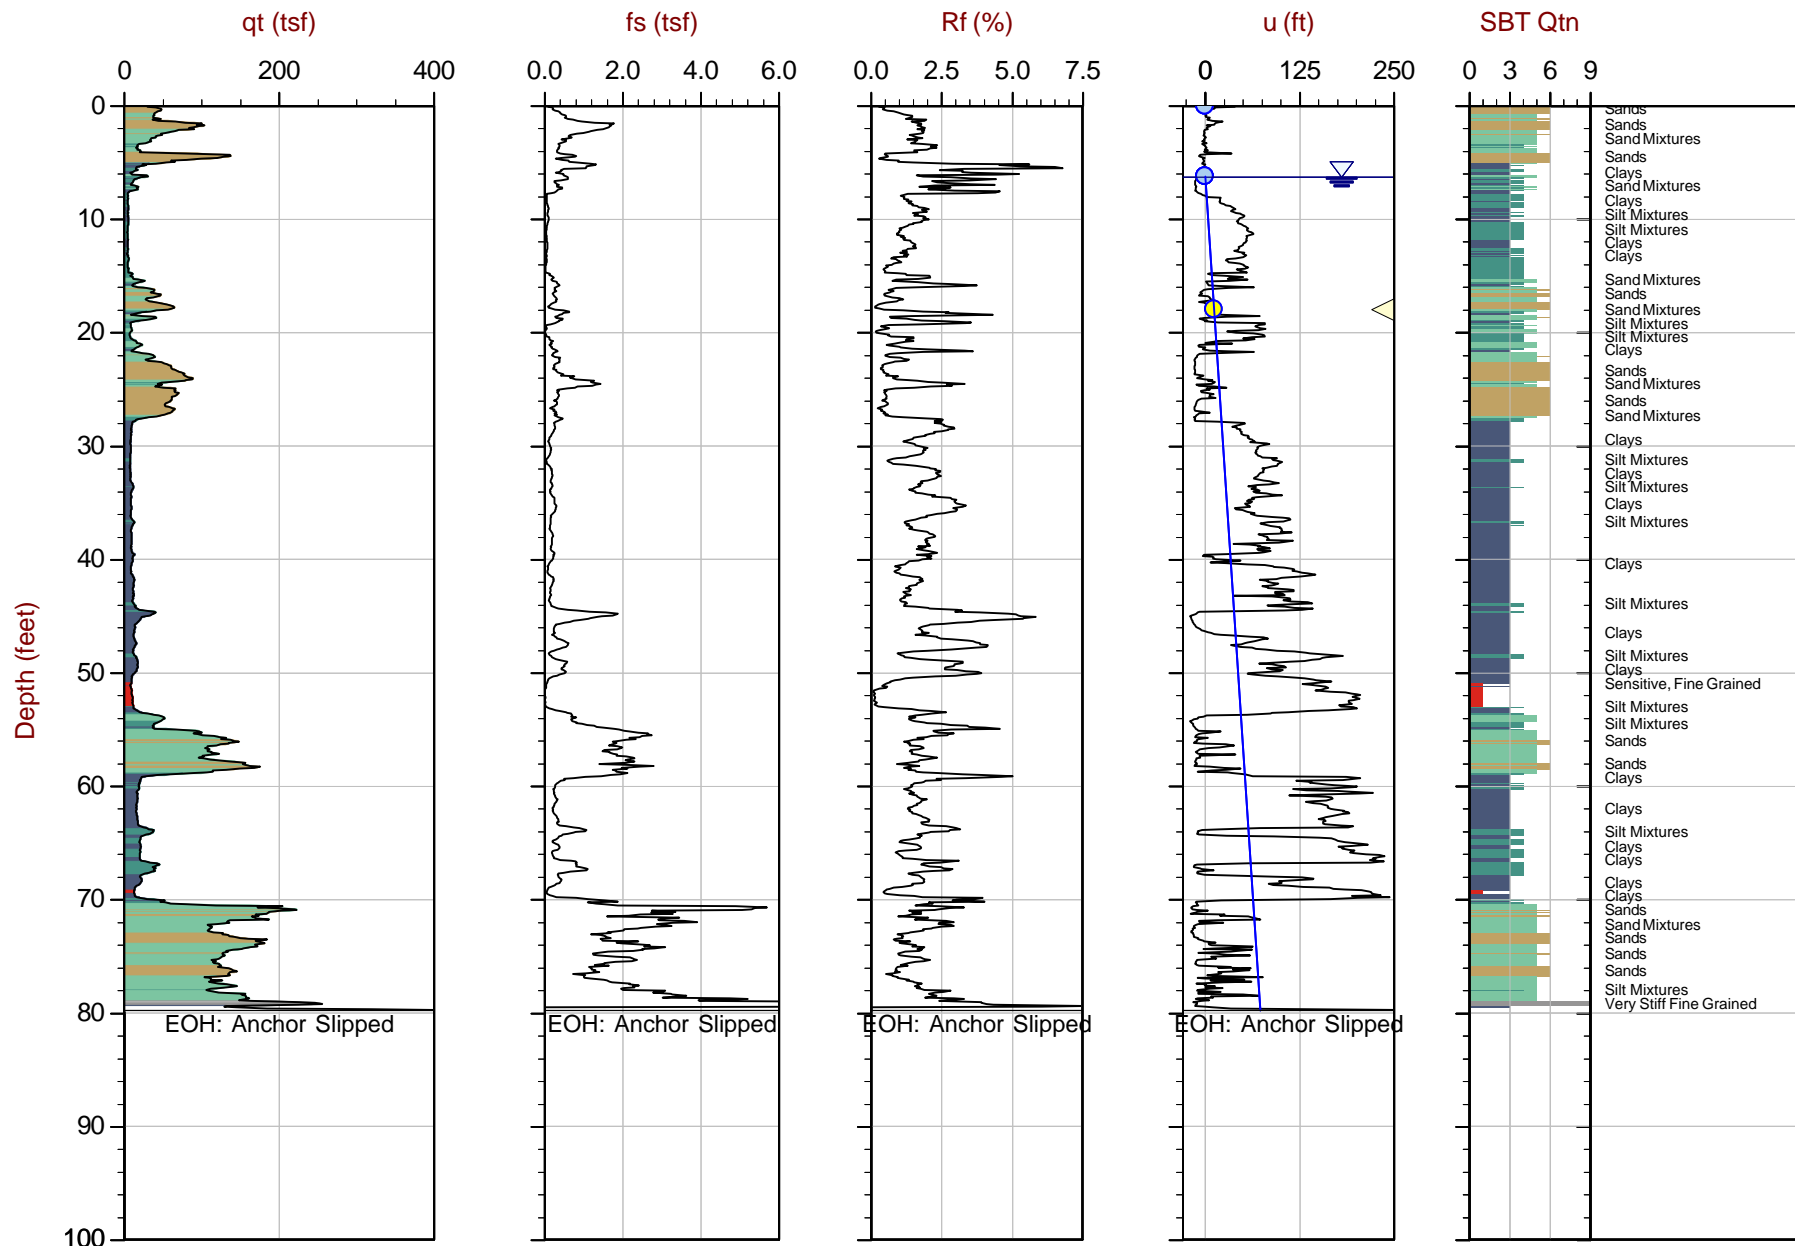 qt (tsf) fs (tsf) Rf (%) u (ft) SBT Qtn
0 200 400 0.0 2.0 4.0 6.0 0.0 2.5 5.0 7.5 0 125 250 0 3 6 9
Depth (feet)
0
10
20
30
40
50
60
70
80
90
100
Sands
Sands
Sand Mixtures
Sands
Clays
Sand Mixtures
Clays
Silt Mixtures
Silt Mixtures
Clays
Clays
Sand Mixtures
Sands
Sand Mixtures
Silt Mixtures
Silt Mixtures
Clays
Sands
Sand Mixtures
Sands
Sand Mixtures
Clays
Silt Mixtures
Clays
Silt Mixtures
Clays
Silt Mixtures
Clays
Silt Mixtures
Clays
Silt Mixtures
Clays
Sensitive, Fine Grained
Silt Mixtures
Silt Mixtures
Sands
Sands
Clays
Clays
Silt Mixtures
Clays
Clays
Clays
Clays
Sands
Sand Mixtures
Sands
Sands
Sands
Silt Mixtures
Very Stiff Fine Grained
EOH: Anchor Slipped EOH: Anchor Slipped EOH: Anchor Slipped EOH: Anchor Slipped